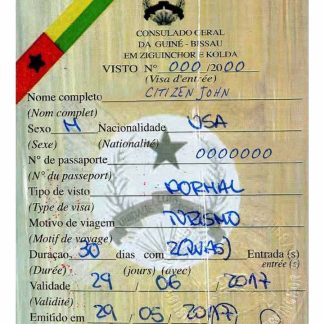 CONSULADO GERAL
DA GUINÉ - BISSAU
EM ZIGUINCHOR E KOLDA
VISTO Nº 000 /2000
(Visa d'entrée)
Nome completo CITIZEN JOHN
(Nom complet)
Sexo M Nacionalidade USA
(Sexe) (Nationalité)
Nº de passaporte 0000000
(Nº du passeport)
Tipo de visto NORMAL
(Type de visa)
Motivo de viagem TURISMO
(Motif de voyage)
Duração 30 dias com 2(DUAS) Entrada(s)
(Durée) (jours) (avec) entrée (s)
Validade 29 / 06 / 2017
(Validité)
Emitido em 29 / 05 / 2017